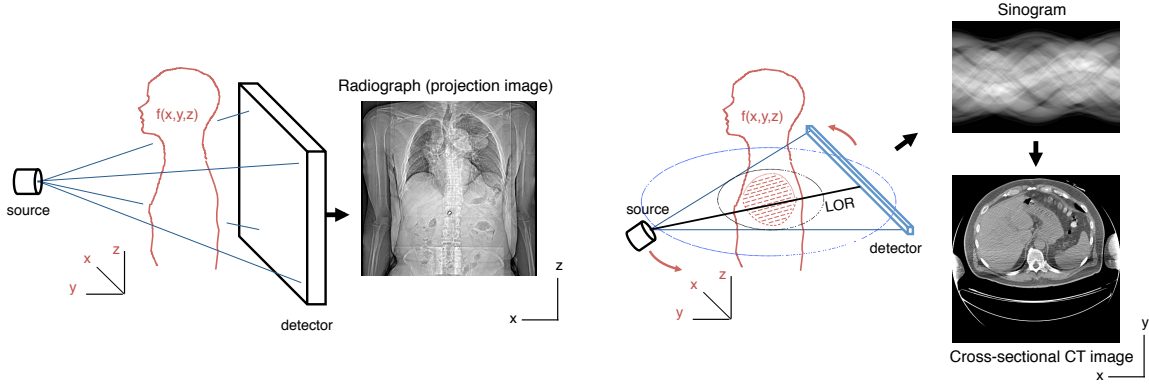 Radiograph (projection image)
f(x,y,z)
source
detector
z
x
y
z
x
Sinogram
f(x,y,z)
LOR
source
detector
z
x
y
Cross-sectional CT image
y
x